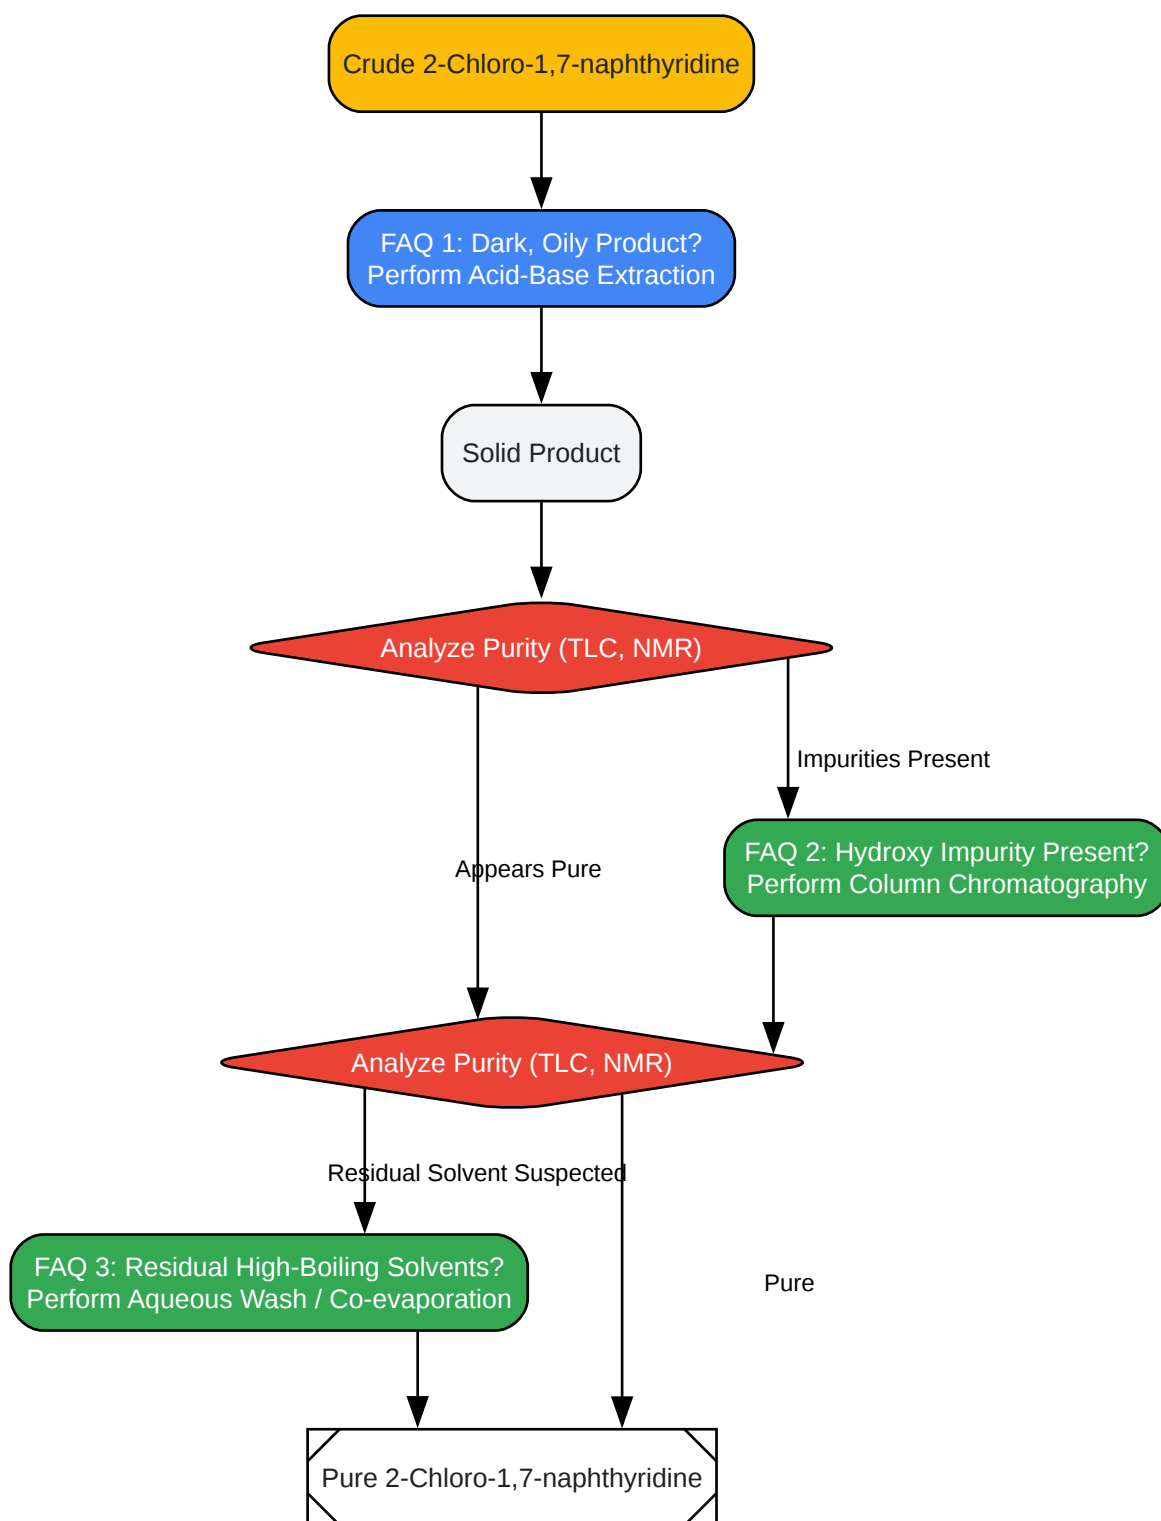 Crude 2-Chloro-1,7-naphthyridine
FAQ 1: Dark, Oily Product?
Perform Acid-Base Extraction
Solid Product
Analyze Purity (TLC, NMR)
Impurities Present
FAQ 2: Hydroxy Impurity Present?
Perform Column Chromatography
Appears Pure
Analyze Purity (TLC, NMR)
Residual Solvent Suspected
FAQ 3: Residual High-Boiling Solvents?
Perform Aqueous Wash / Co-evaporation
Pure
Pure 2-Chloro-1,7-naphthyridine